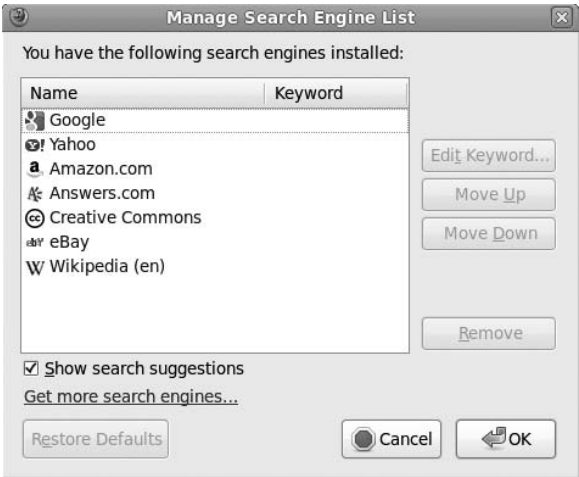 Manage Search Engine List
You have the following search engines installed:
Name Keyword
Google
Yahoo
Amazon.com
Answers.com
Creative Commons
eBay
Wikipedia (en)
Edit Keyword...
Move Up
Move Down
Remove
Show search suggestions
Get more search engines...
Restore Defaults Cancel OK